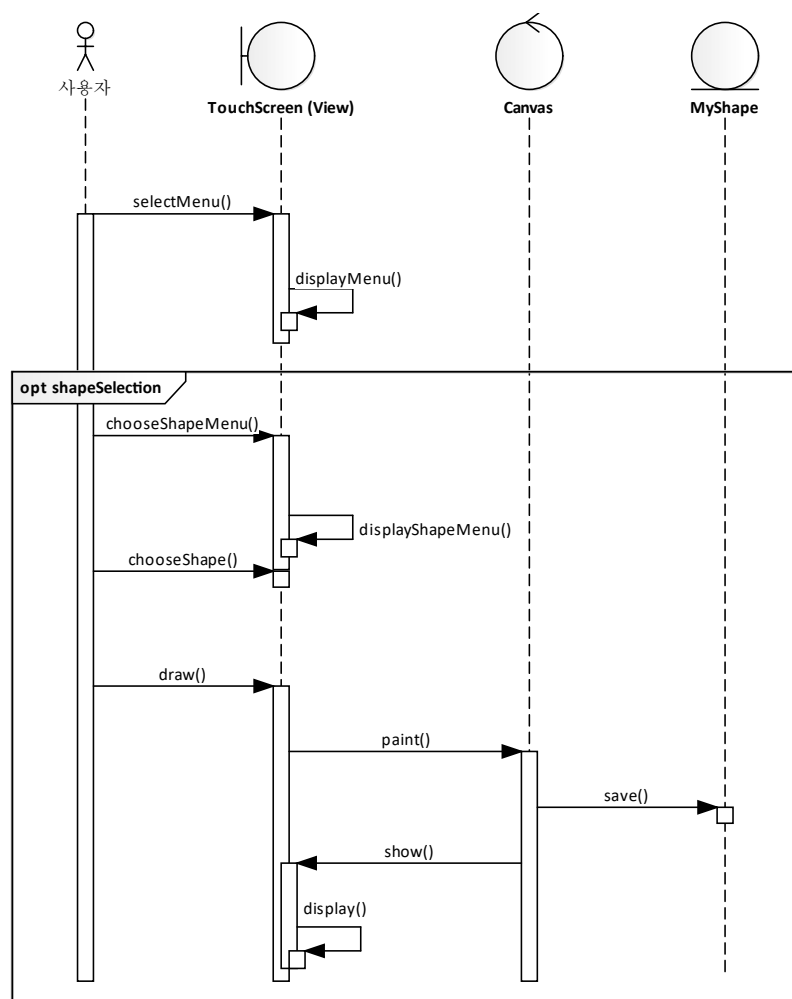 사용자
TouchScreen (View)
Canvas
MyShape
selectMenu()
displayMenu()
opt shapeSelection
chooseShapeMenu()
displayShapeMenu()
chooseShape()
draw()
paint()
save()
show()
display()